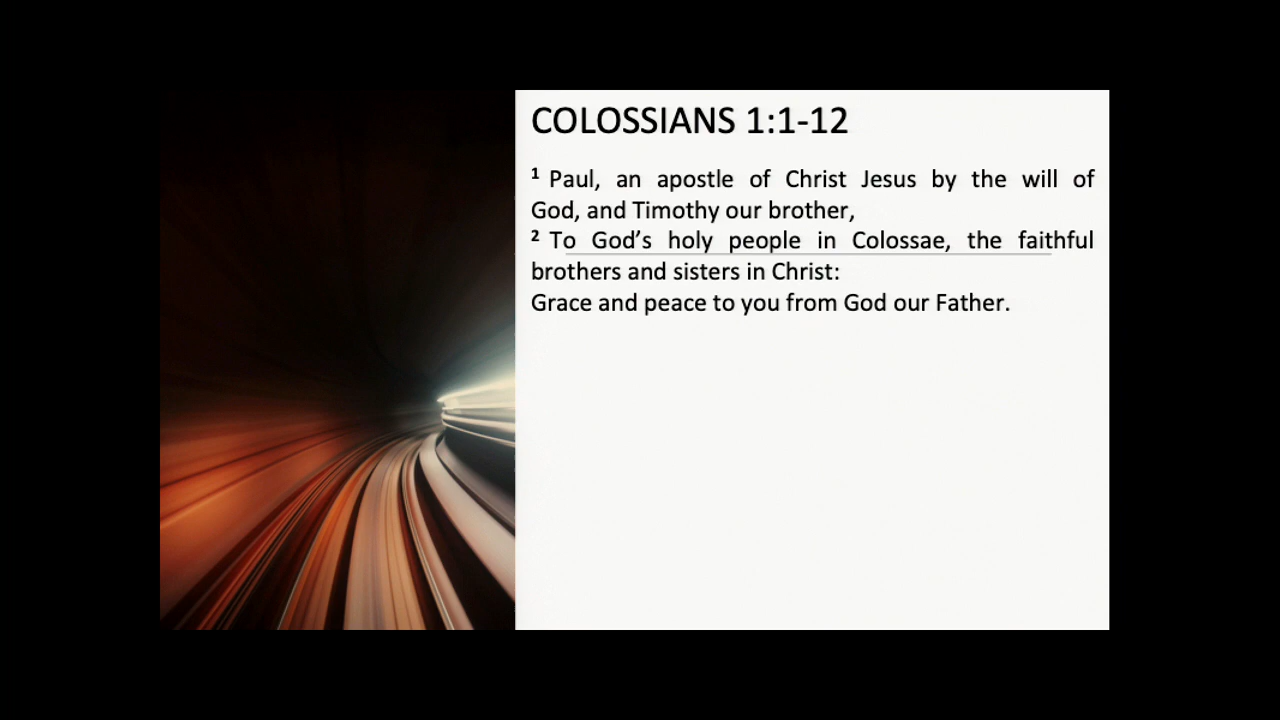 COLOSSIANS 1:1-12
¹ Paul, an apostle of Christ Jesus by the will of
God, and Timothy our brother,
² To God’s holy people in Colossae, the faithful
brothers and sisters in Christ:
Grace and peace to you from God our Father.